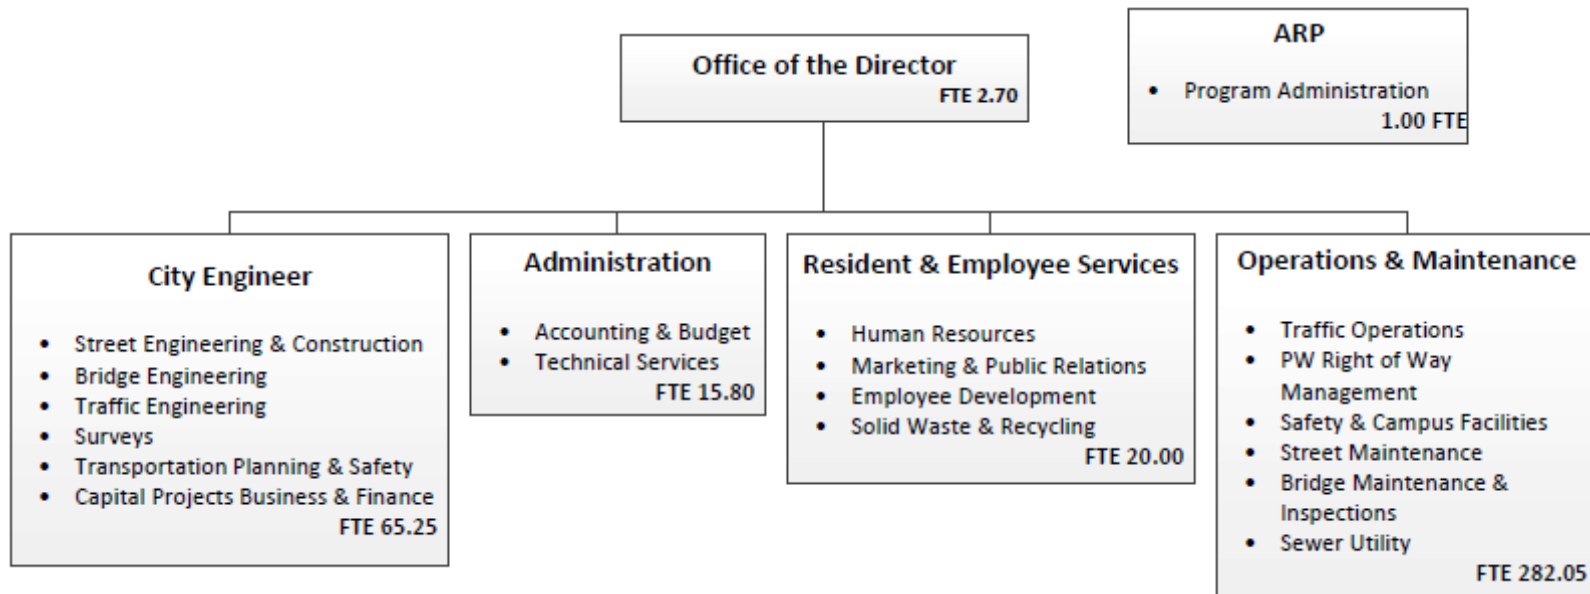 Office of the Director
FTE 2.70
ARP
• Program Administration
1.00 FTE
City Engineer
• Street Engineering & Construction
• Bridge Engineering
• Traffic Engineering
• Surveys
• Transportation Planning & Safety
• Capital Projects Business & Finance
FTE 65.25
Administration
• Accounting & Budget
• Technical Services
FTE 15.80
Resident & Employee Services
• Human Resources
• Marketing & Public Relations
• Employee Development
• Solid Waste & Recycling
FTE 20.00
Operations & Maintenance
• Traffic Operations
• PW Right of Way
Management
• Safety & Campus Facilities
• Street Maintenance
• Bridge Maintenance &
Inspections
• Sewer Utility
FTE 282.05